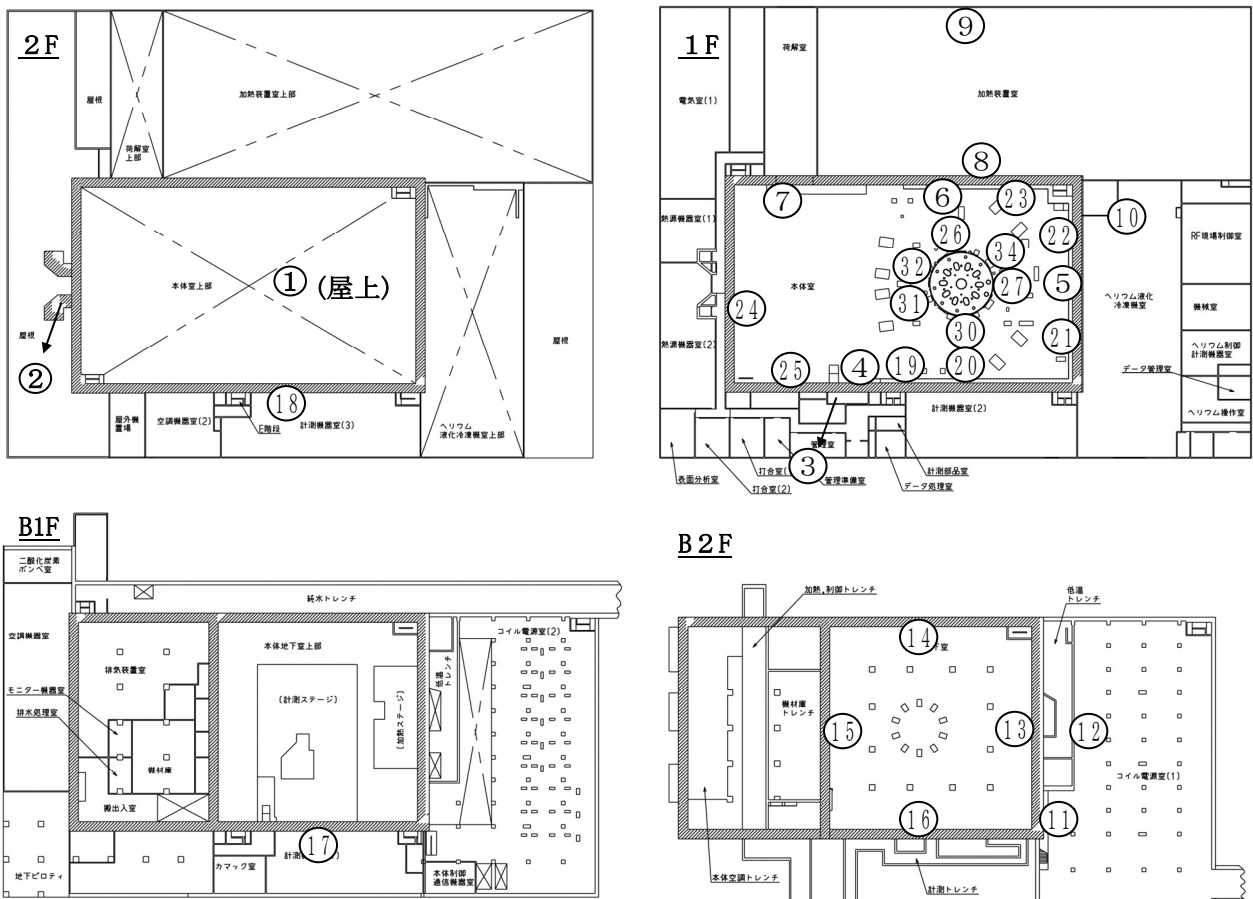 2F
屋根
荷解室
上部
加熱装置室上部
本体室上部
① (屋上)
屋根
②
屋外機
置場
空調機器室(2)
E階段
⑱
計測機器室(3)
ヘリウム
液化冷凍機室上部
屋根
1F
⑨
荷解室
電気室(1)
加熱装置室
⑧
⑦
⑥
23
⑩
熱源機器室(1)
22
RF現場制御室
26
34
32
27
⑤
本体室
31
24
ヘリウム液化
冷凍機室
機械室
30
21
熱源機器室(2)
ヘリウム制御
計測機器室
データ管理室
25
④
19
20
計測機器室(2)
ヘリウム操作室
管理室
③
表面分析室
打合室(
打合室(2)
管理準備室
計測部品室
データ処理室
B1F
二酸化炭素
ボンベ室
純水トレンチ
空調機器室
排気装置室
本体地下室上部
コイル電源室(2)
低温
トレンチ
モニター機器室
(計測ステージ)
(加熱ステージ)
排水処理室
機材庫
搬出入室
⑰
計測機
カマック室
地下ピロティ
本体制御
通信機器室
B2F
加熱,制御トレンチ
低温
トレンチ
⑭
下室
機材庫
トレンチ
⑮
⑬
⑫
コイル電源室(1)
⑯
⑪
本体空調トレンチ
計測トレンチ